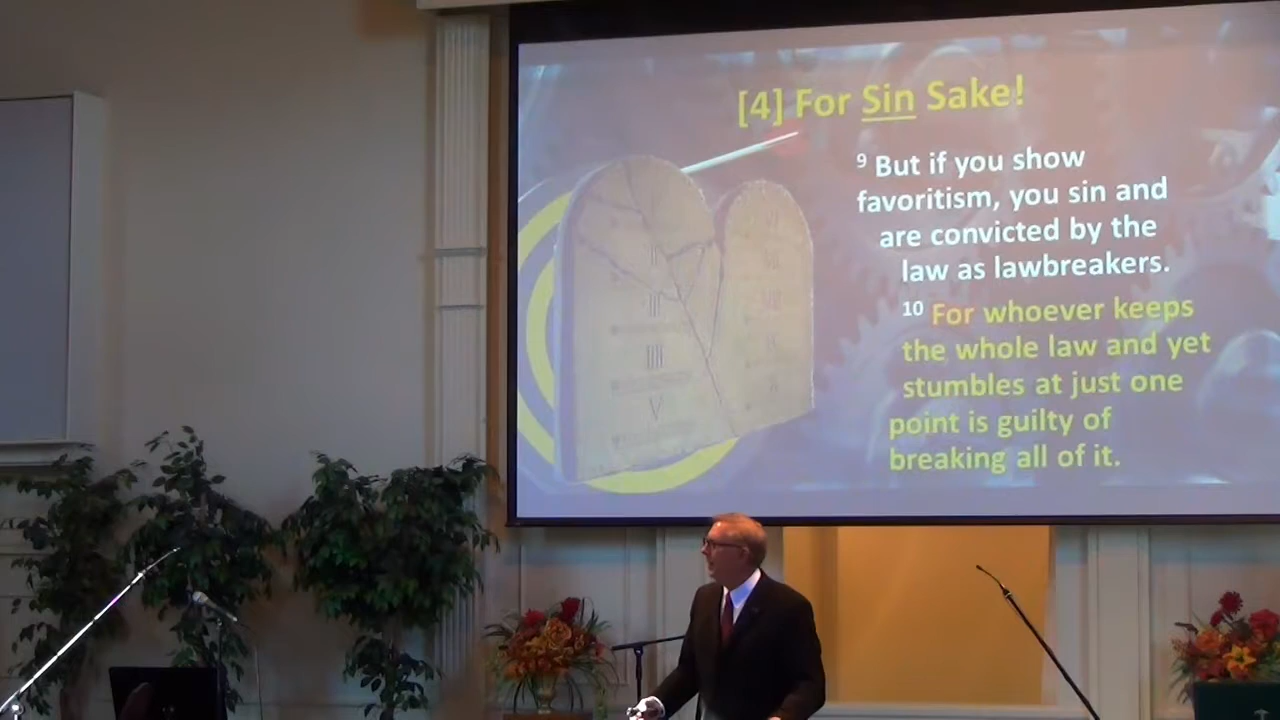 [4] For Sin Sake!
9 But if you show
favoritism, you sin and
are convicted by the
law as lawbreakers.
10 For whoever keeps
the whole law and yet
stumbles at just one
point is guilty of
breaking all of it.
III
IIII
V